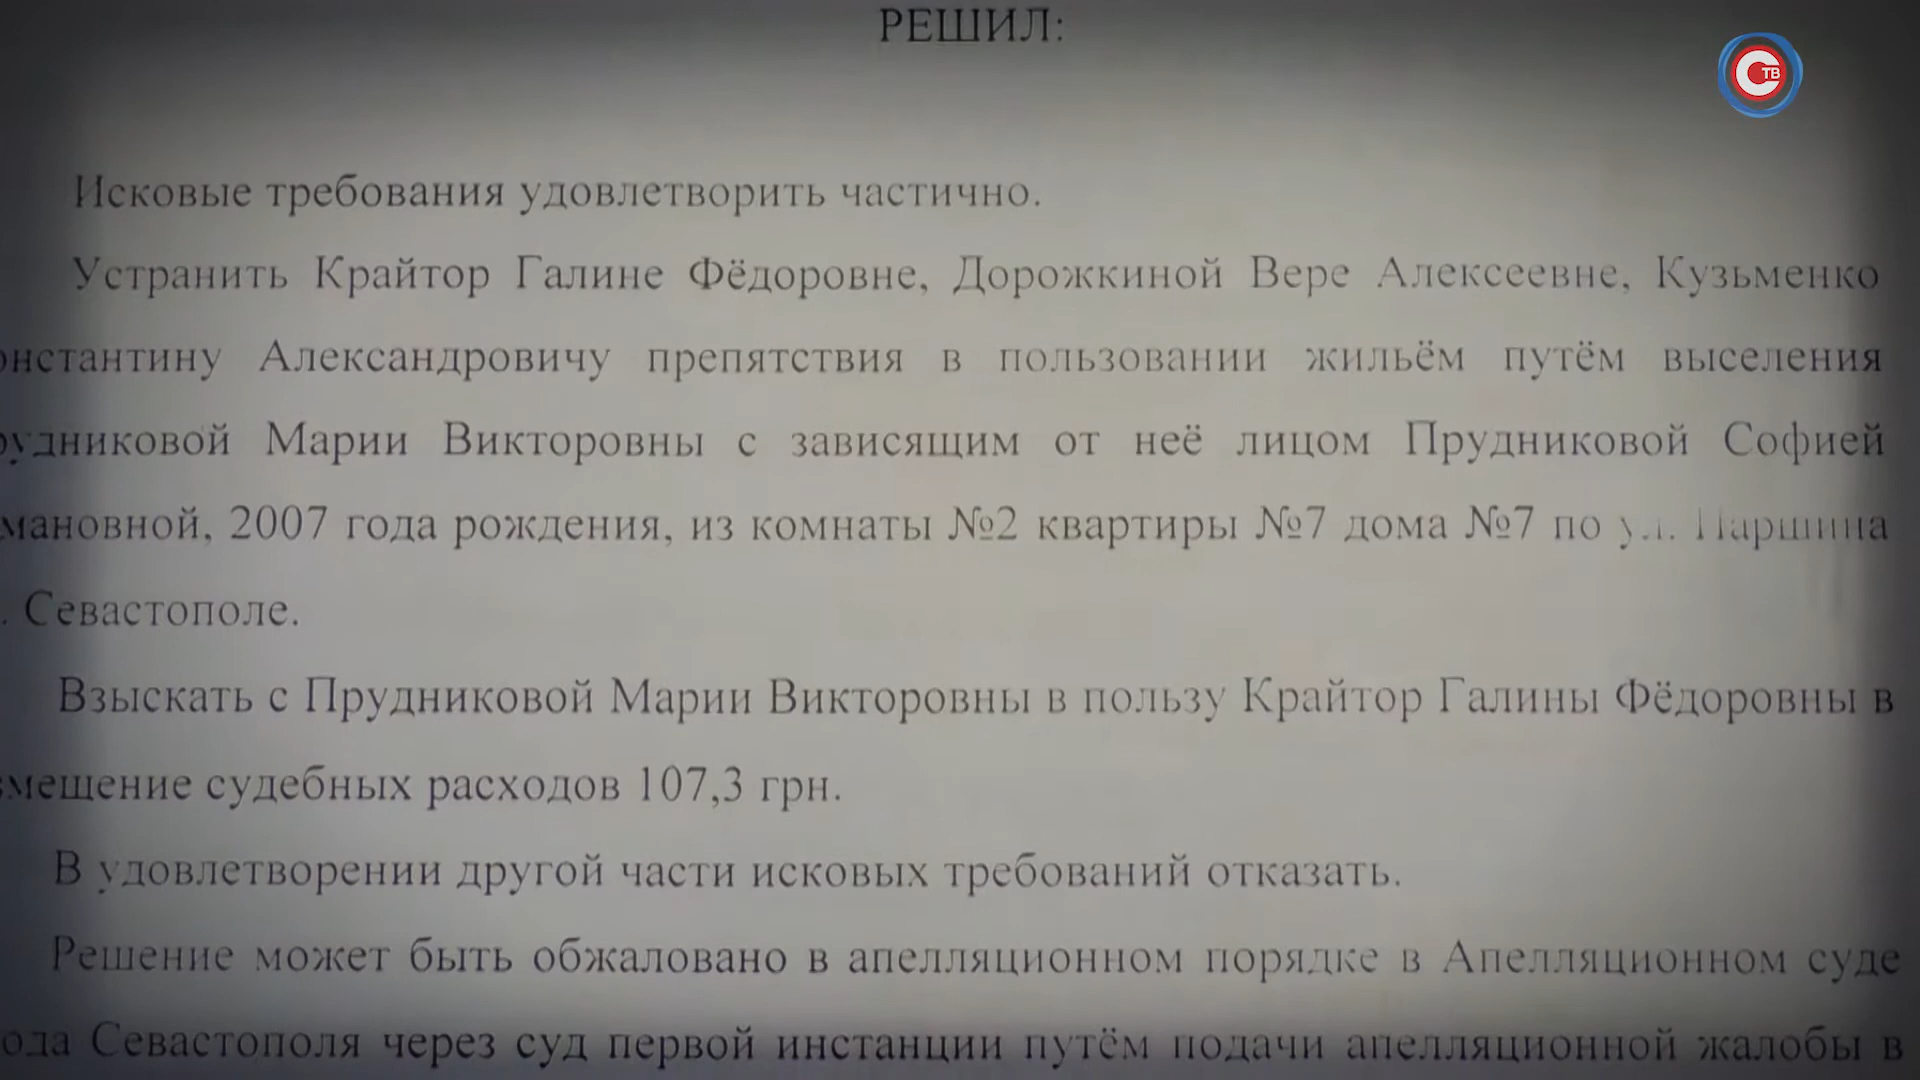 РЕШИЛ:
ТВ
Исковые требования удовлетворить частично.
Устранить Крайтор Галине Фёдоровне, Дорожкиной Вере Алексеевне, Кузьменко
онстантину Александровичу препятствия в пользовании жильём путём выселения
рудниковой Марии Викторовны с зависящим от неё лицом Прудниковой Софией
мановной, 2007 года рождения, из комнаты №2 квартиры №7 дома №7 по ул. Паршина
. Севастополе.
Взыскать с Прудниковой Марии Викторовны в пользу Крайтор Галины Фёдоровны в
змещение судебных расходов 107,3 грн.
В удовлетворении другой части исковых требований отказать.
Решение может быть обжаловано в апелляционном порядке в Апелляционном суде
ода Севастополя через суд первой инстанции путём подачи апелляционной жалобы в